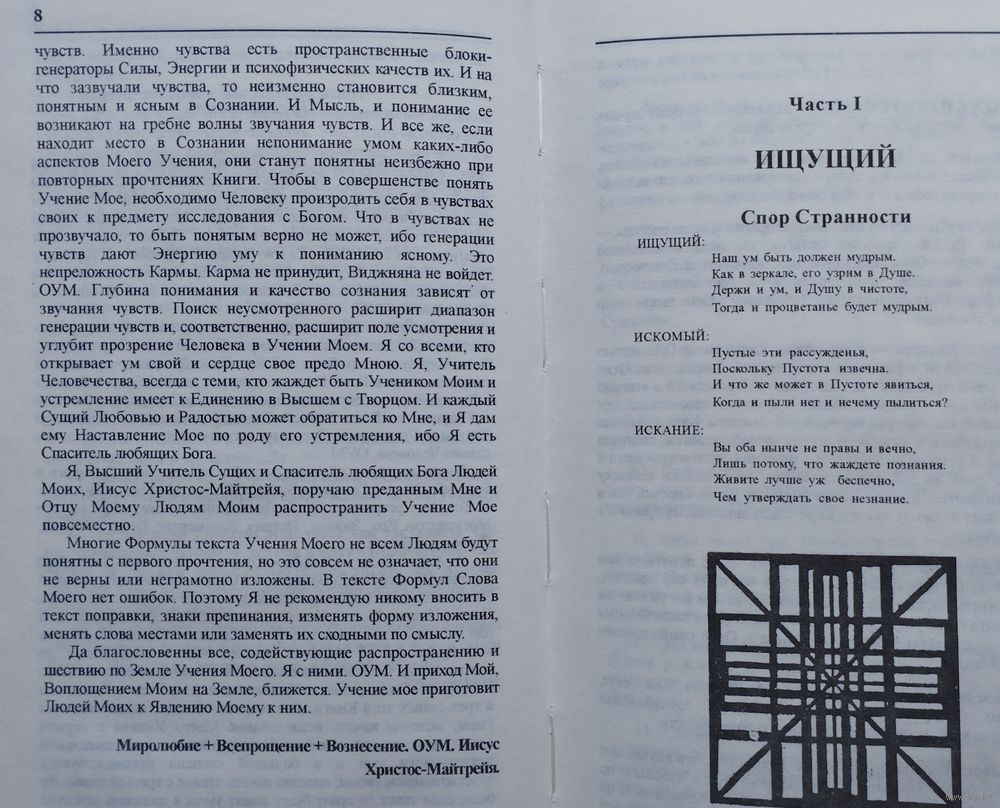 8
чувств. Именно чувства есть пространственные блоки-
генераторы Силы, Энергии и психофизических качеств их. И на
что зазвучали чувства, то неизменно становится близким,
понятным и ясным в Сознании. И Мысль, и понимание ее
возникают на гребне волны звучания чувств. И все же, если
находит место в Сознании непонимание умом каких-либо
аспектов Моего Учения, они станут понятны неизбежно при
повторных прочтениях Книги. Чтобы в совершенстве понять
Учение Мое, необходимо Человеку произродить себя в чувствах
своих к предмету исследования с Богом. Что в чувствах не
прозвучало, то быть понятым верно не может, ибо генерации
чувств дают Энергию уму к пониманию ясному. Это
непреложность Кармы. Карма не принудит, Виджняна не войдет.
ОУМ. Глубина понимания и качество сознания зависят от
звучания чувств. Поиск неусмотренного расширит диапазон
генерации чувств и, соответственно, расширит поле усмотрения и
углубит прозрение Человека в Учении Моем. Я со всеми, кто
открывает ум свой и сердце свое предо Мною. Я, Учитель
Человечества, всегда с теми, кто жаждет быть Учеником Моим и
устремление имеет к Единению в Высшем с Творцом. И каждый
Сущий Любовью и Радостью может обратиться ко Мне, и Я дам
ему Наставление Мое по роду его устремления, ибо Я есть
Спаситель любящих Бога.
Я, Высший Учитель Сущих и Спаситель любящих Бога Людей
Моих, Иисус Христос-Майтрейя, поручаю преданным Мне и
Отцу Моему Людям Моим распространить Учение Мое
повсеместно.
Многие Формулы текста Учения Моего не всем Людям будут
понятны с первого прочтения, но это совсем не означает, что они
не верны или неграмотно изложены. В тексте Формул Слова
Моего нет ошибок. Поэтому Я не рекомендую никому вносить в
текст поправки, знаки препинания, изменять форму изложения,
менять слова местами или заменять их сходными по смыслу.
Да благословенны все, содействующие распространению и
шествию по Земле Учения Моего. Я с ними. ОУМ. И приход Мой,
Воплощением Моим на Земле, ближется. Учение мое приготовит
Людей Моих к Явлению Моему к ним.
Миролюбие + Всепрощение + Вознесение. ОУМ. Иисус
Христос-Майтрейя.
Часть I
ИЩУЩИЙ
Спор Странности
ИЩУЩИЙ:
Наш ум быть должен мудрым.
Как в зеркале, его узрим в Душе.
Держи и ум, и Душу в чистоте,
Тогда и процветанье будет мудрым.
ИСКОМЫЙ:
Пустые эти рассужденья,
Поскольку Пустота извечна.
И что же может в Пустоте явиться,
Когда и пыли нет и нечему пылиться?
ИСКАНИЕ:
Вы оба нынче не правы и вечно,
Лишь потому, что жаждете познания.
Живите лучше уж беспечно,
Чем утверждать свое незнание.